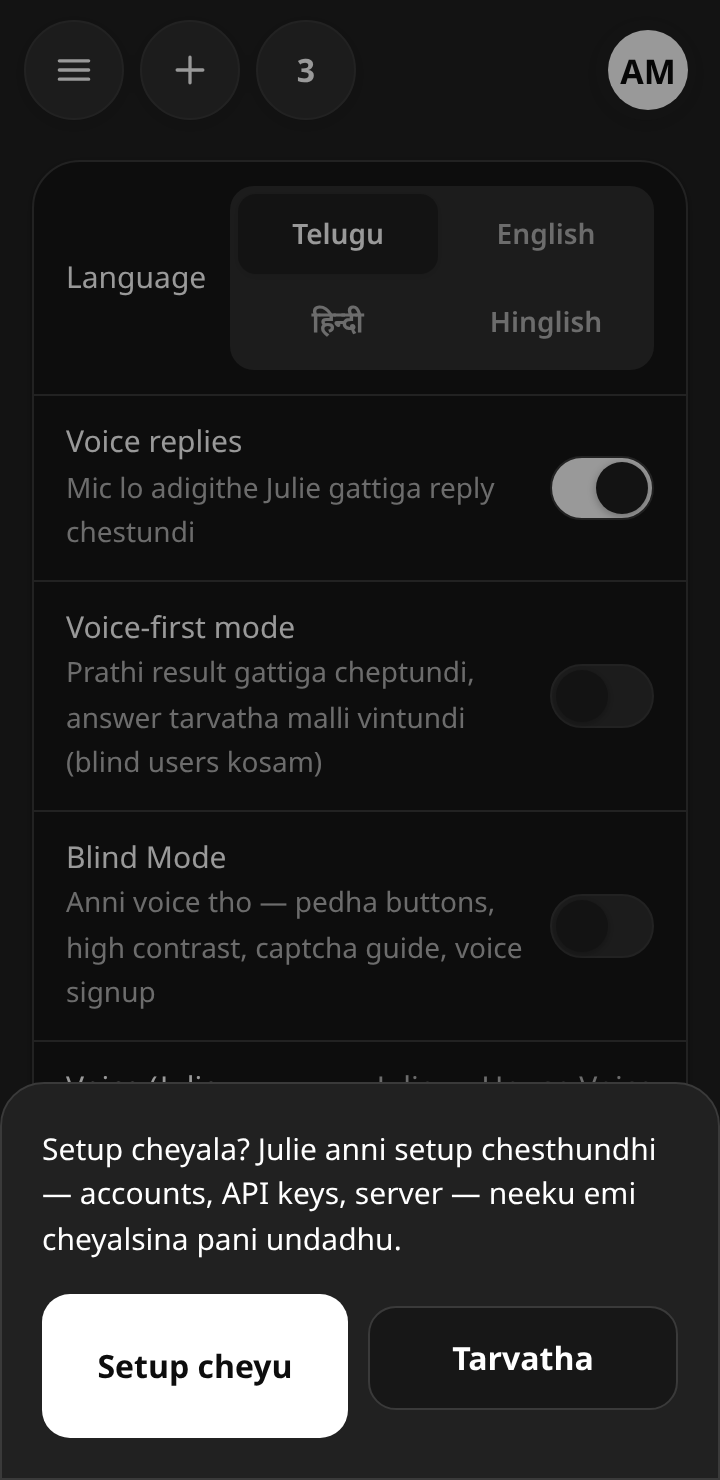 3
AM
Language
Telugu
English
हिन्दी
Hinglish
Voice replies
Mic lo adigithe Julie gattiga reply
chestundi
Voice-first mode
Prathi result gattiga cheptundi,
answer tarvatha malli vintundi
(blind users kosam)
Blind Mode
Anni voice tho — pedha buttons,
high contrast, captcha guide, voice
signup
Setup cheyala? Julie anni setup chesthundhi
— accounts, API keys, server — neeku emi
cheyalsina pani undadhu.
Setup cheyu
Tarvatha